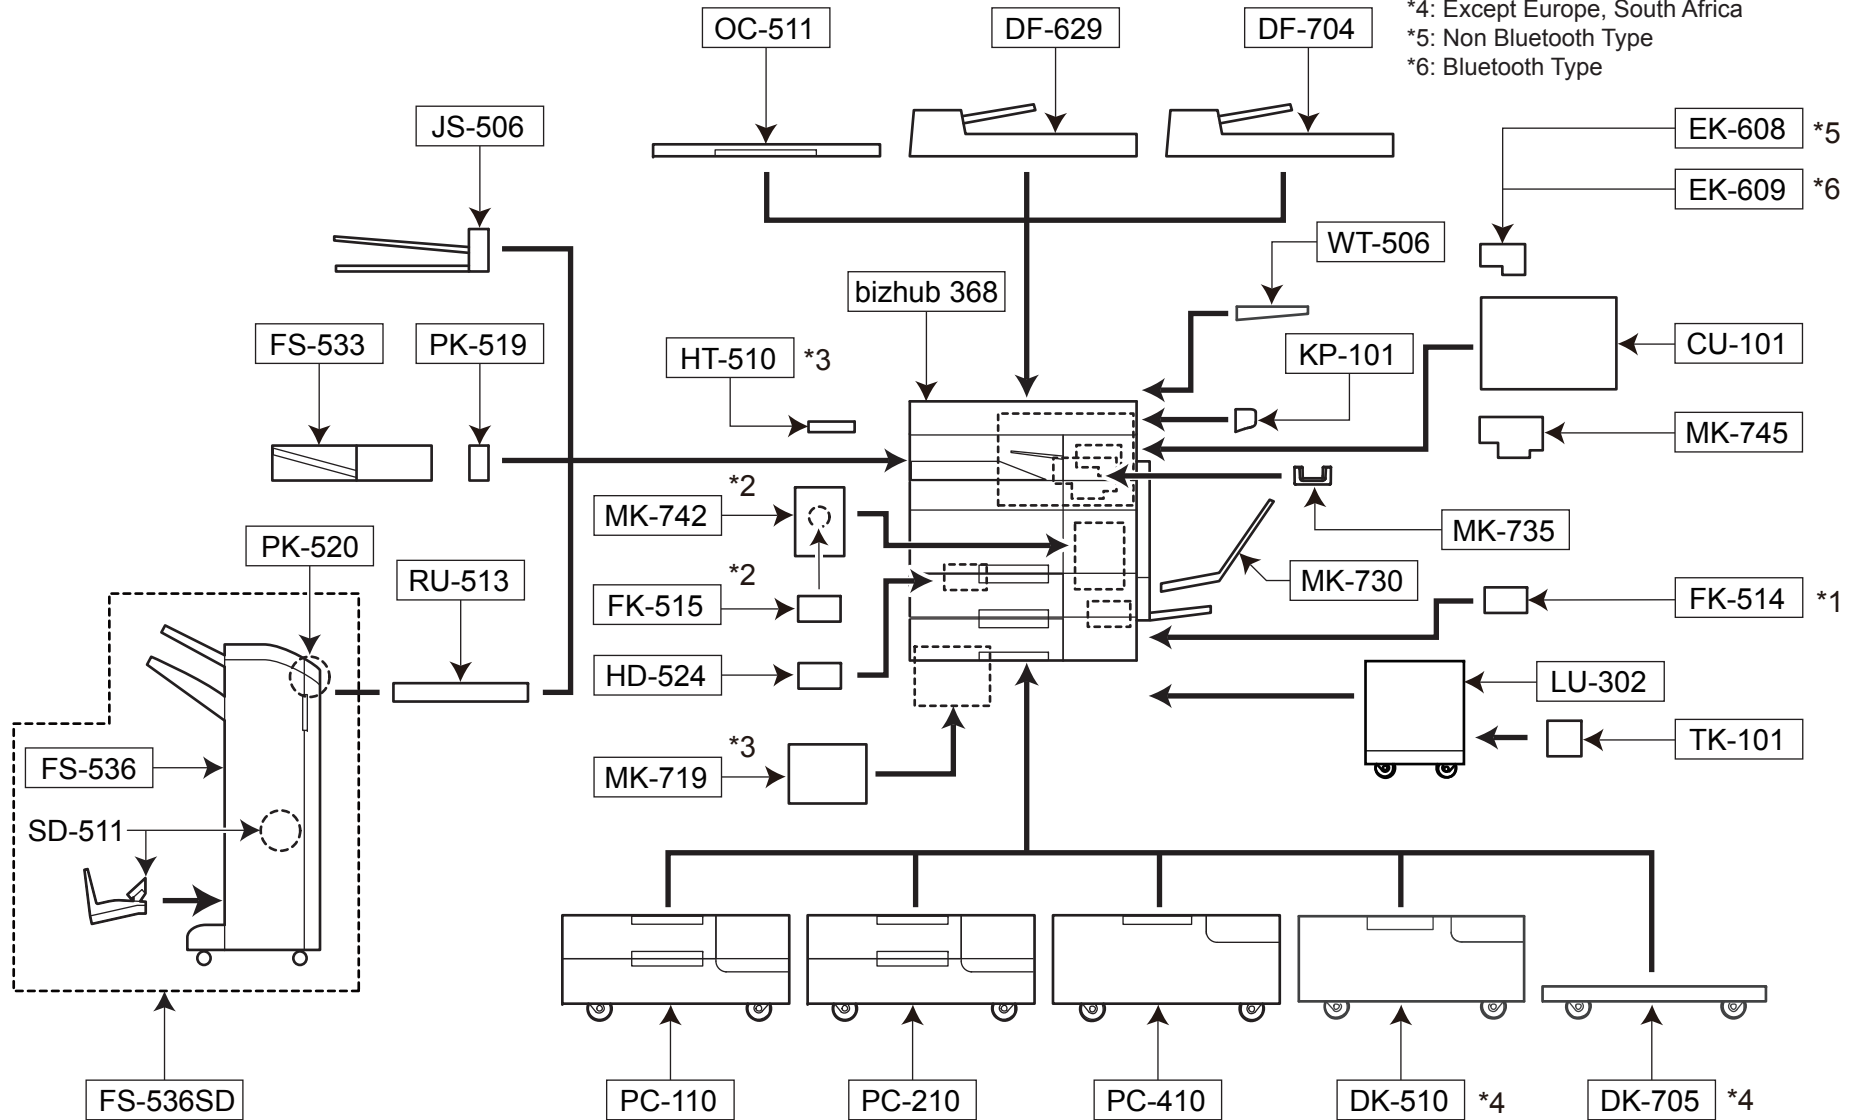 *4: Except Europe, South Africa
*5: Non Bluetooth Type
*6: Bluetooth Type
OC-511
DF-629
DF-704
JS-506
EK-608 *5
EK-609 *6
WT-506
bizhub 368
FS-533
PK-519
HT-510 *3
KP-101
CU-101
MK-745
*2
MK-742
MK-735
PK-520
RU-513
*2
FK-515
MK-730
FK-514 *1
HD-524
LU-302
*3
MK-719
TK-101
FS-536
SD-511
FS-536SD
PC-110
PC-210
PC-410
DK-510 *4
DK-705 *4